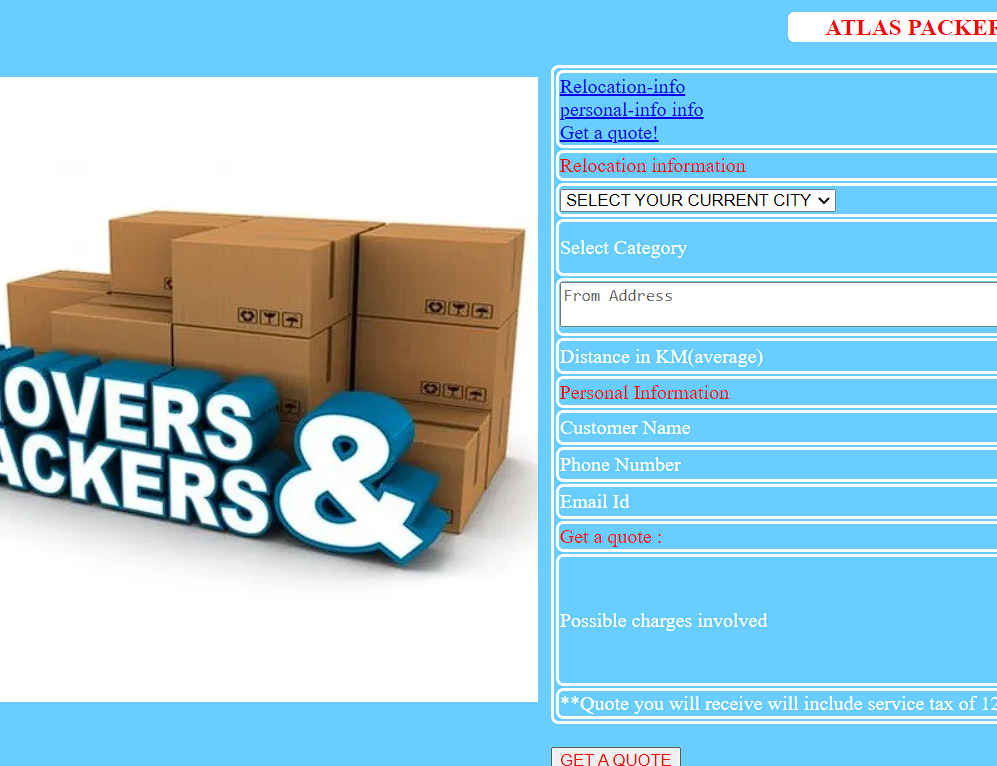 ATLAS PACKER
Relocation-info
personal-info info
Get a quote!
Relocation information
SELECT YOUR CURRENT CITY
Select Category
From Address
Distance in KM(average)
Personal Information
Customer Name
Phone Number
Email Id
Get a quote :
Possible charges involved
**Quote you will receive will include service tax of 12
GET A QUOTE
OVERS
ACKERS &